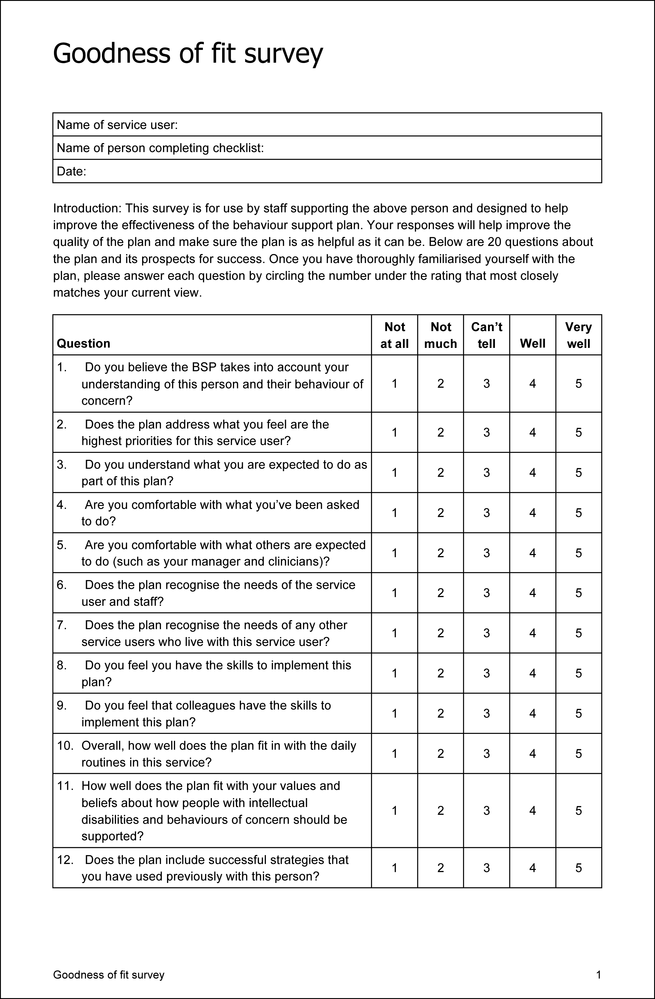 Goodness of fit survey
Name of service user:
Name of person completing checklist:
Date:
Introduction: This survey is for use by staff supporting the above person and designed to help
improve the effectiveness of the behaviour support plan. Your responses will help improve the
quality of the plan and make sure the plan is as helpful as it can be. Below are 20 questions about
the plan and its prospects for success. Once you have thoroughly familiarised yourself with the
plan, please answer each question by circling the number under the rating that most closely
matches your current view.
Question Not at all Not much Can’t tell Well Very well
1. Do you believe the BSP takes into account your
understanding of this person and their behaviour of
concern?
1 2 3 4 5
2. Does the plan address what you feel are the
highest priorities for this service user?
1 2 3 4 5
3. Do you understand what you are expected to do as
part of this plan?
1 2 3 4 5
4. Are you comfortable with what you’ve been asked
to do?
1 2 3 4 5
5. Are you comfortable with what others are expected
to do (such as your manager and clinicians)?
1 2 3 4 5
6. Does the plan recognise the needs of the service
user and staff?
1 2 3 4 5
7. Does the plan recognise the needs of any other
service users who live with this service user?
1 2 3 4 5
8. Do you feel you have the skills to implement this
plan?
1 2 3 4 5
9. Do you feel that colleagues have the skills to
implement this plan?
1 2 3 4 5
10. Overall, how well does the plan fit in with the daily
routines in this service?
1 2 3 4 5
11. How well does the plan fit with your values and
beliefs about how people with intellectual
disabilities and behaviours of concern should be
supported?
1 2 3 4 5
12. Does the plan include successful strategies that
you have used previously with this person?
1 2 3 4 5
Goodness of fit survey 1